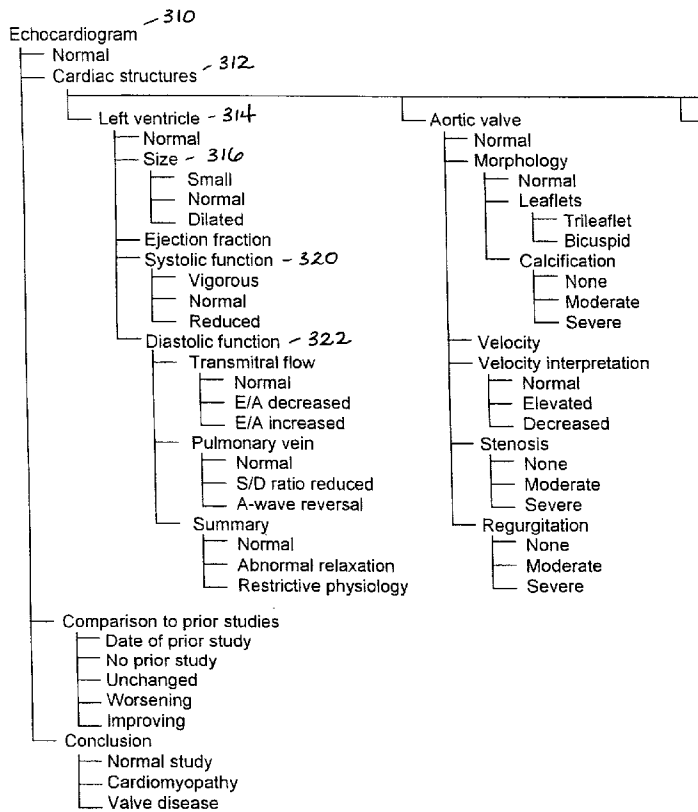 Echocardiogram - 310
Normal
Cardiac structures - 312
Left ventricle - 314
Normal
Size - 316
Small
Normal
Dilated
Ejection fraction
Systolic function - 320
Vigorous
Normal
Reduced
Diastolic function - 322
Transmitral flow
Normal
E/A decreased
E/A increased
Pulmonary vein
Normal
S/D ratio reduced
A-wave reversal
Summary
Normal
Abnormal relaxation
Restrictive physiology
Aortic valve
Normal
Morphology
Normal
Leaflets
Trileaflet
Bicuspid
Calcification
None
Moderate
Severe
Velocity
Velocity interpretation
Normal
Elevated
Decreased
Stenosis
None
Moderate
Severe
Regurgitation
None
Moderate
Severe
Comparison to prior studies
Date of prior study
No prior study
Unchanged
Worsening
Improving
Conclusion
Normal study
Cardiomyopathy
Valve disease